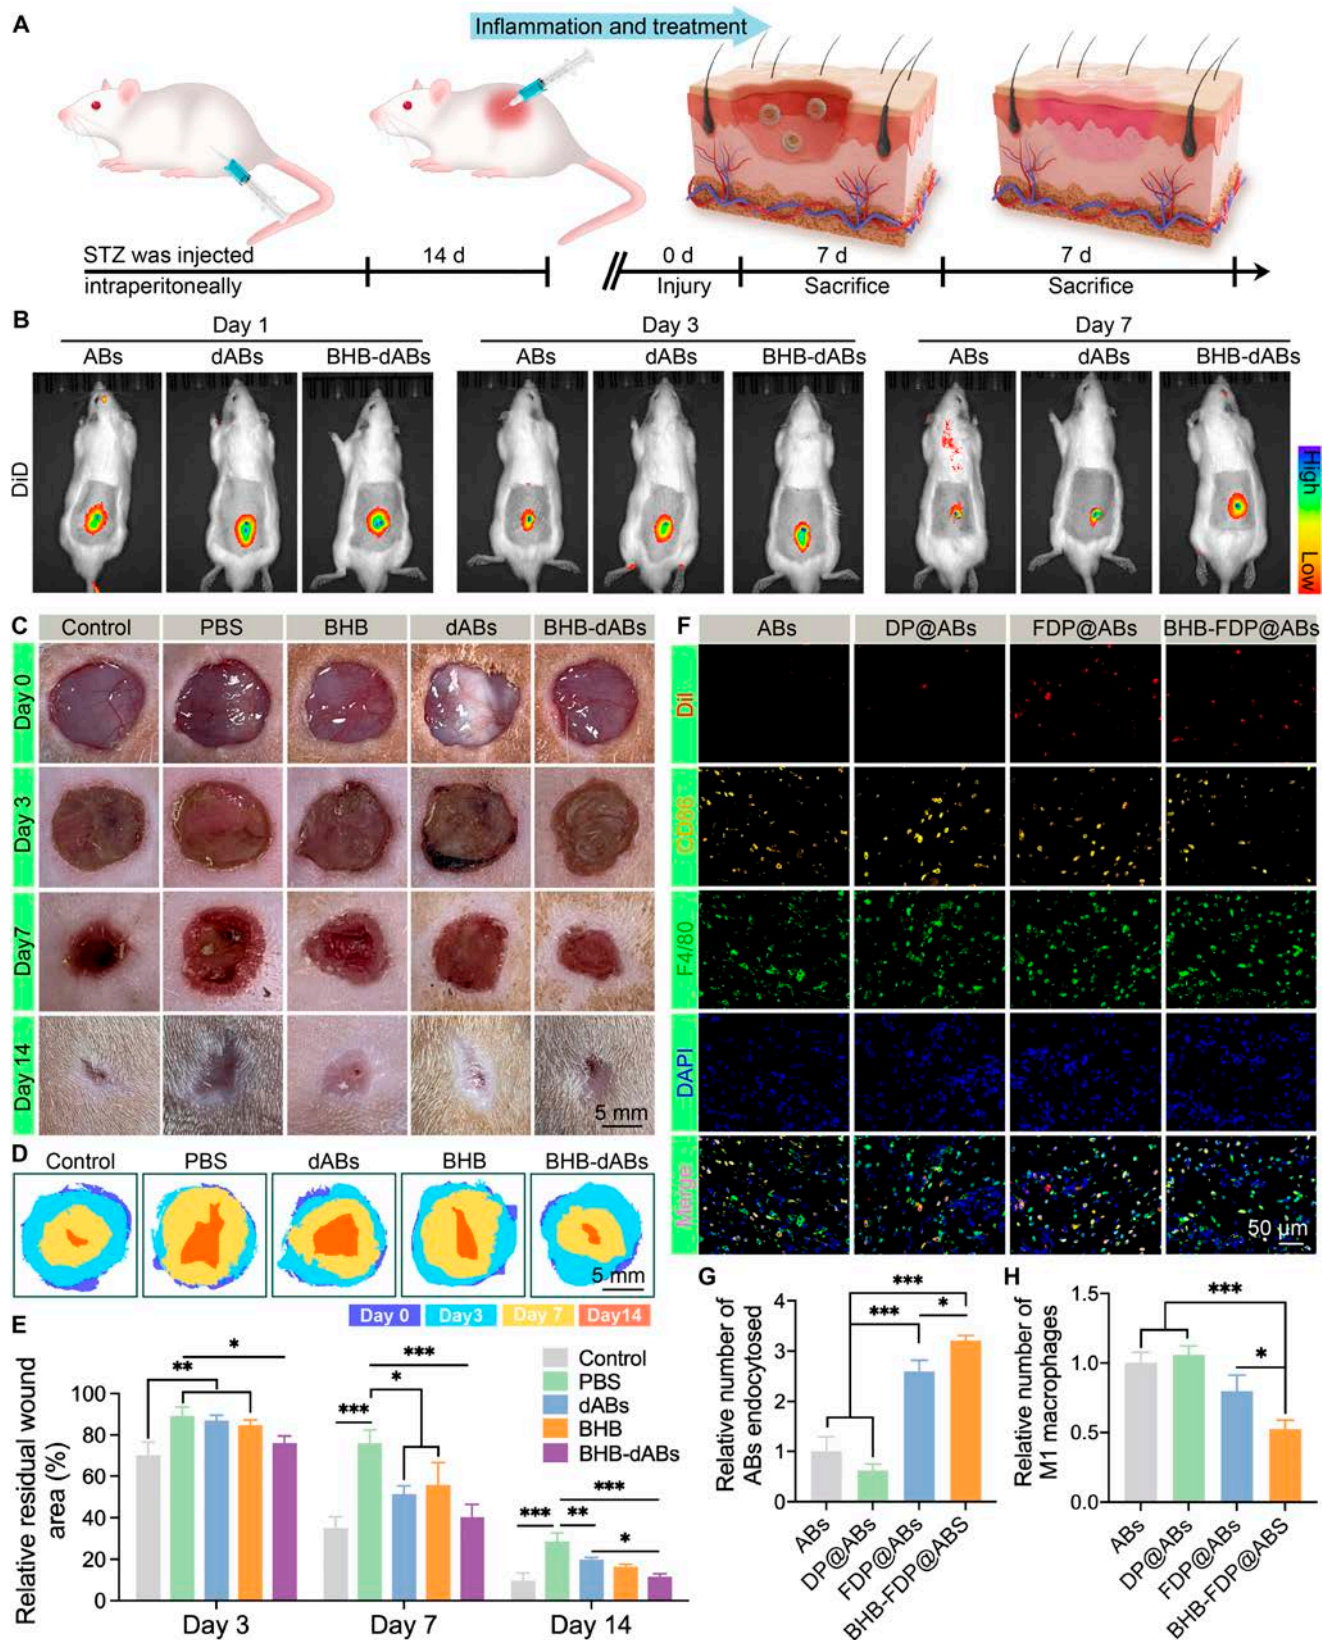 A
Inflammation and treatment
STZ was injected
intraperitoneally
14 d
0 d
Injury
7 d
Sacrifice
7 d
Sacrifice
B
Day 1
Day 3
Day 7
ABs
dABs
BHB-dABs
ABs
dABs
BHB-dABs
ABs
dABs
BHB-dABs
DiD
High
Low
C
Control
PBS
BHB
dABs
BHB-dABs
Day 0
Day 3
Day7
Day 14
5 mm
D
Control
PBS
dABs
BHB
BHB-dABs
5 mm
Day 0
Day3
Day 7
Day14
E
Relative residual wound
area (%)
100
80
60
40
20
0
**
*
***
*
***
***
***
**
*
Control
PBS
dABs
BHB
BHB-dABs
Day 3
Day 7
Day 14
F
ABs
DP@ABs
FDP@ABs
BHB-FDP@ABs
DiI
CD86
F4/80
DAPI
Merge
50 μm
G
Relative number of
ABs endocytosed
4
3
2
1
0
***
***
*
ABs
DP@ABs
FDP@ABs
BHB-FDP@ABS
H
Relative number of
M1 macrophages
1.5
1.0
0.5
0.0
***
*
ABs
DP@ABs
FDP@ABs
BHB-FDP@ABS